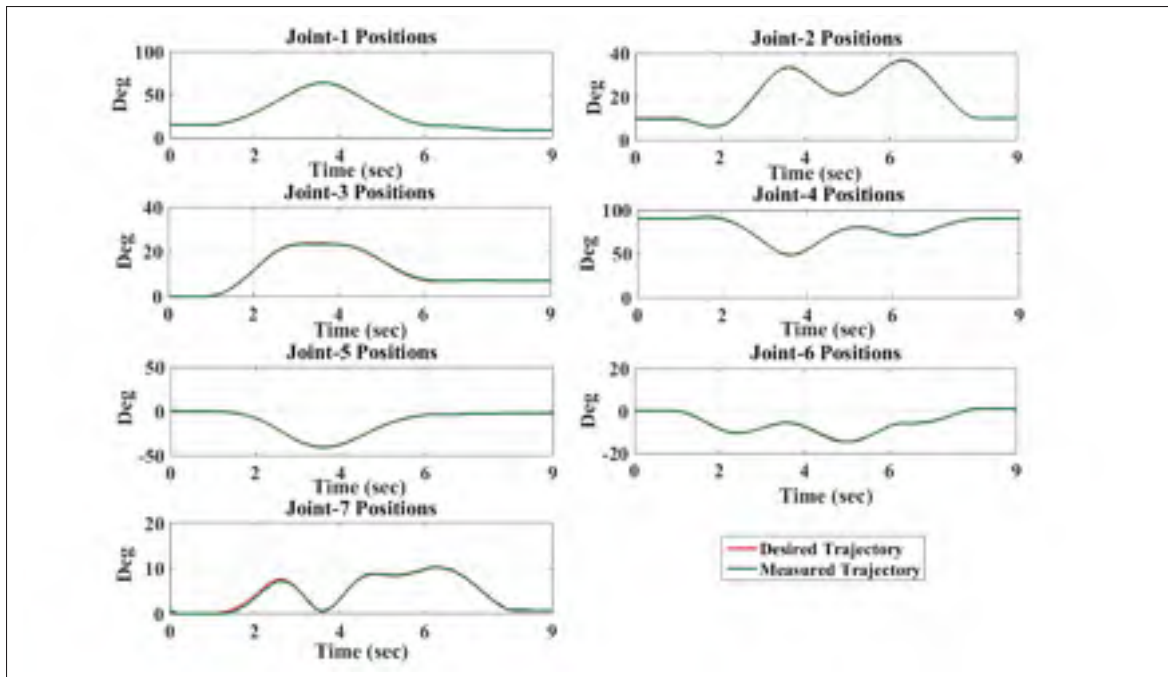 Joint-1 Positions
100
50
0
Deg
0 2 4 6 9
Time (sec)
Joint-2 Positions
40
20
0
Deg
0 2 4 6 9
Time (sec)
Joint-3 Positions
40
20
0
Deg
0 2 4 6 9
Time (sec)
Joint-4 Positions
100
50
0
Deg
0 2 4 6 9
Time (sec)
Joint-5 Positions
50
0
-50
Deg
0 2 4 6 9
Time (sec)
Joint-6 Positions
20
0
-20
Deg
0 2 4 6 9
Time (sec)
Joint-7 Positions
20
10
0
Deg
0 2 4 6 9
Time (sec)
Desired Trajectory
Measured Trajectory